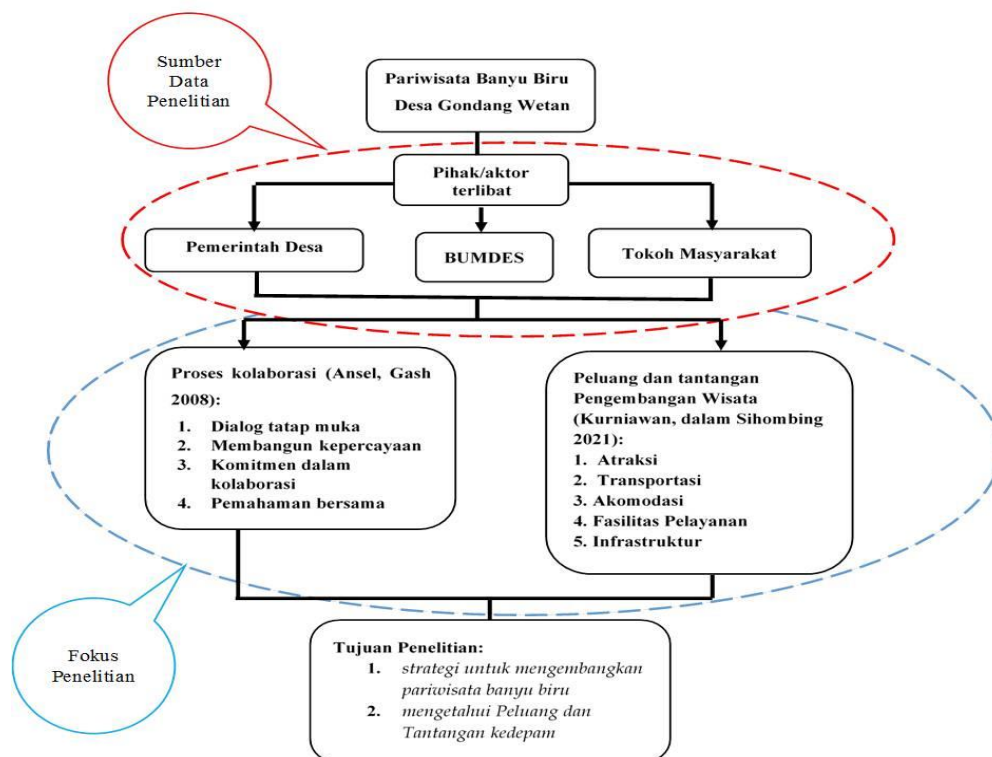 Sumber
Data
Penelitian
Pariwisata Banyu Biru
Desa Gondang Wetan
Pihak/aktor
terlibat
Pemerintah Desa
BUMDES
Tokoh Masyarakat
Proses kolaborasi (Ansel, Gash
2008):
1. Dialog tatap muka
2. Membangun kepercayaan
3. Komitmen dalam
kolaborasi
4. Pemahaman bersama
Peluang dan tantangan
Pengembangan Wisata
(Kurniawan, dalam Sihombing
2021):
1. Atraksi
2. Transportasi
3. Akomodasi
4. Fasilitas Pelayanan
5. Infrastruktur
Fokus
Penelitian
Tujuan Penelitian:
1. strategi untuk mengembangkan
pariwisata banyu biru
2. mengetahui Peluang dan
Tantangan kedepam